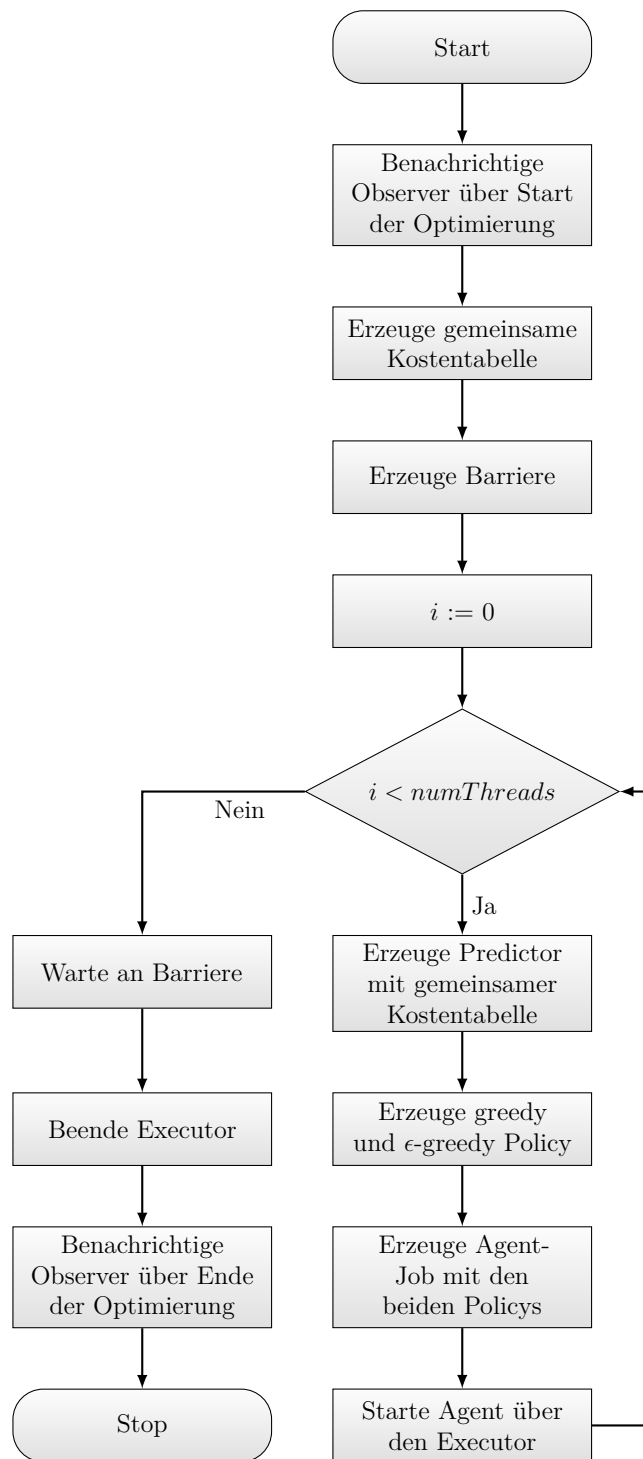 Start
Benachrichtige
Observer über Start
der Optimierung
Erzeuge gemeinsame
Kostentabelle
Erzeuge Barriere
i := 0
i < numThreads
Nein
Ja
Warte an Barriere
Beende Executor
Benachrichtige
Observer über Ende
der Optimierung
Stop
Erzeuge Predictor
mit gemeinsamer
Kostentabelle
Erzeuge greedy
und ϵ-greedy Policy
Erzeuge Agent-
Job mit den
beiden Policys
Starte Agent über
den Executor